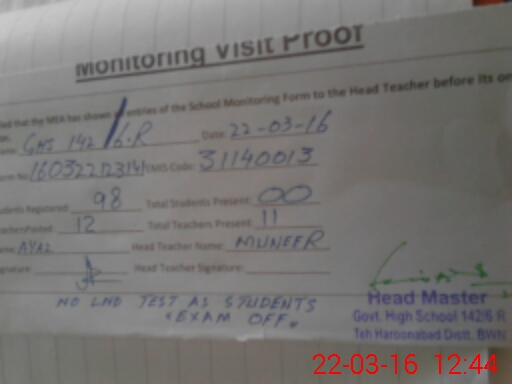 Monitoring Visit Proof
that the MEA has shown entries of the School Monitoring Form to the Head Teacher before its
GHS 142/6-R Date: 22-03-16
EMIS Code: 31140013
Students Registered: 98 Total Students Present: 00
Teachers Posted: 12 Total Teachers Present: 11
Name: AYAZ Head Teacher Name: MUNEER
Signature: Head Teacher Signature:
NO LND TEST AS STUDENTS
"EXAM OFF"
Head Master
Govt. High School 142/6 R
Teh Haroonabad Distt. BWN
22-03-16 12:44